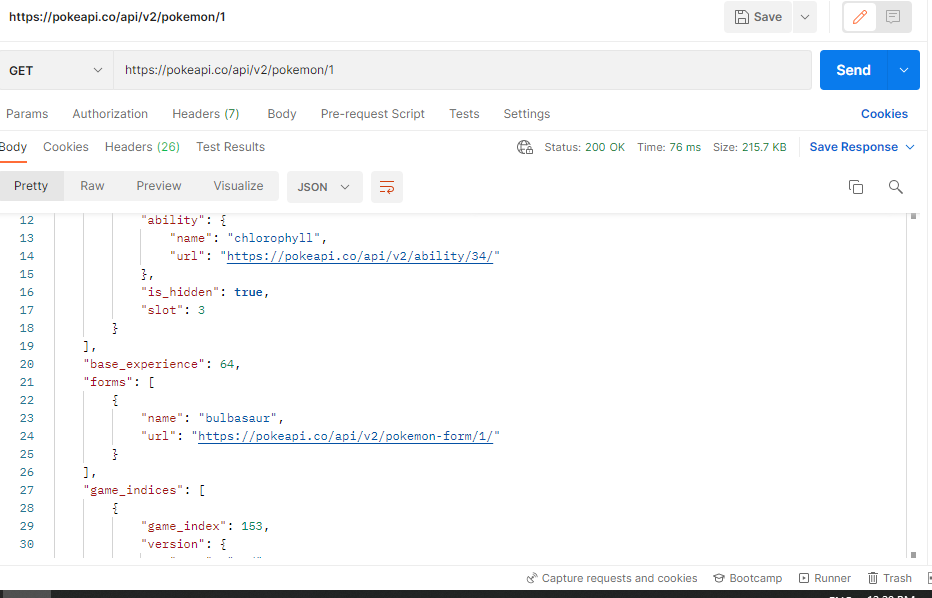 https://pokeapi.co/api/v2/pokemon/1 Save
GET https://pokeapi.co/api/v2/pokemon/1 Send
Params Authorization Headers (7) Body Pre-request Script Tests Settings Cookies
Body Cookies Headers (26) Test Results Status: 200 OK Time: 76 ms Size: 215.7 KB Save Response
Pretty Raw Preview Visualize JSON
12 "ability": {
13 "name": "chlorophyll",
14 "url": "https://pokeapi.co/api/v2/ability/34/"
15 },
16 "is_hidden": true,
17 "slot": 3
18 }
19 ],
20 "base_experience": 64,
21 "forms": [
22 {
23 "name": "bulbasaur",
24 "url": "https://pokeapi.co/api/v2/pokemon-form/1/"
25 }
26 ],
27 "game_indices": [
28 {
29 "game_index": 153,
30 "version": {
Capture requests and cookies Bootcamp Runner Trash